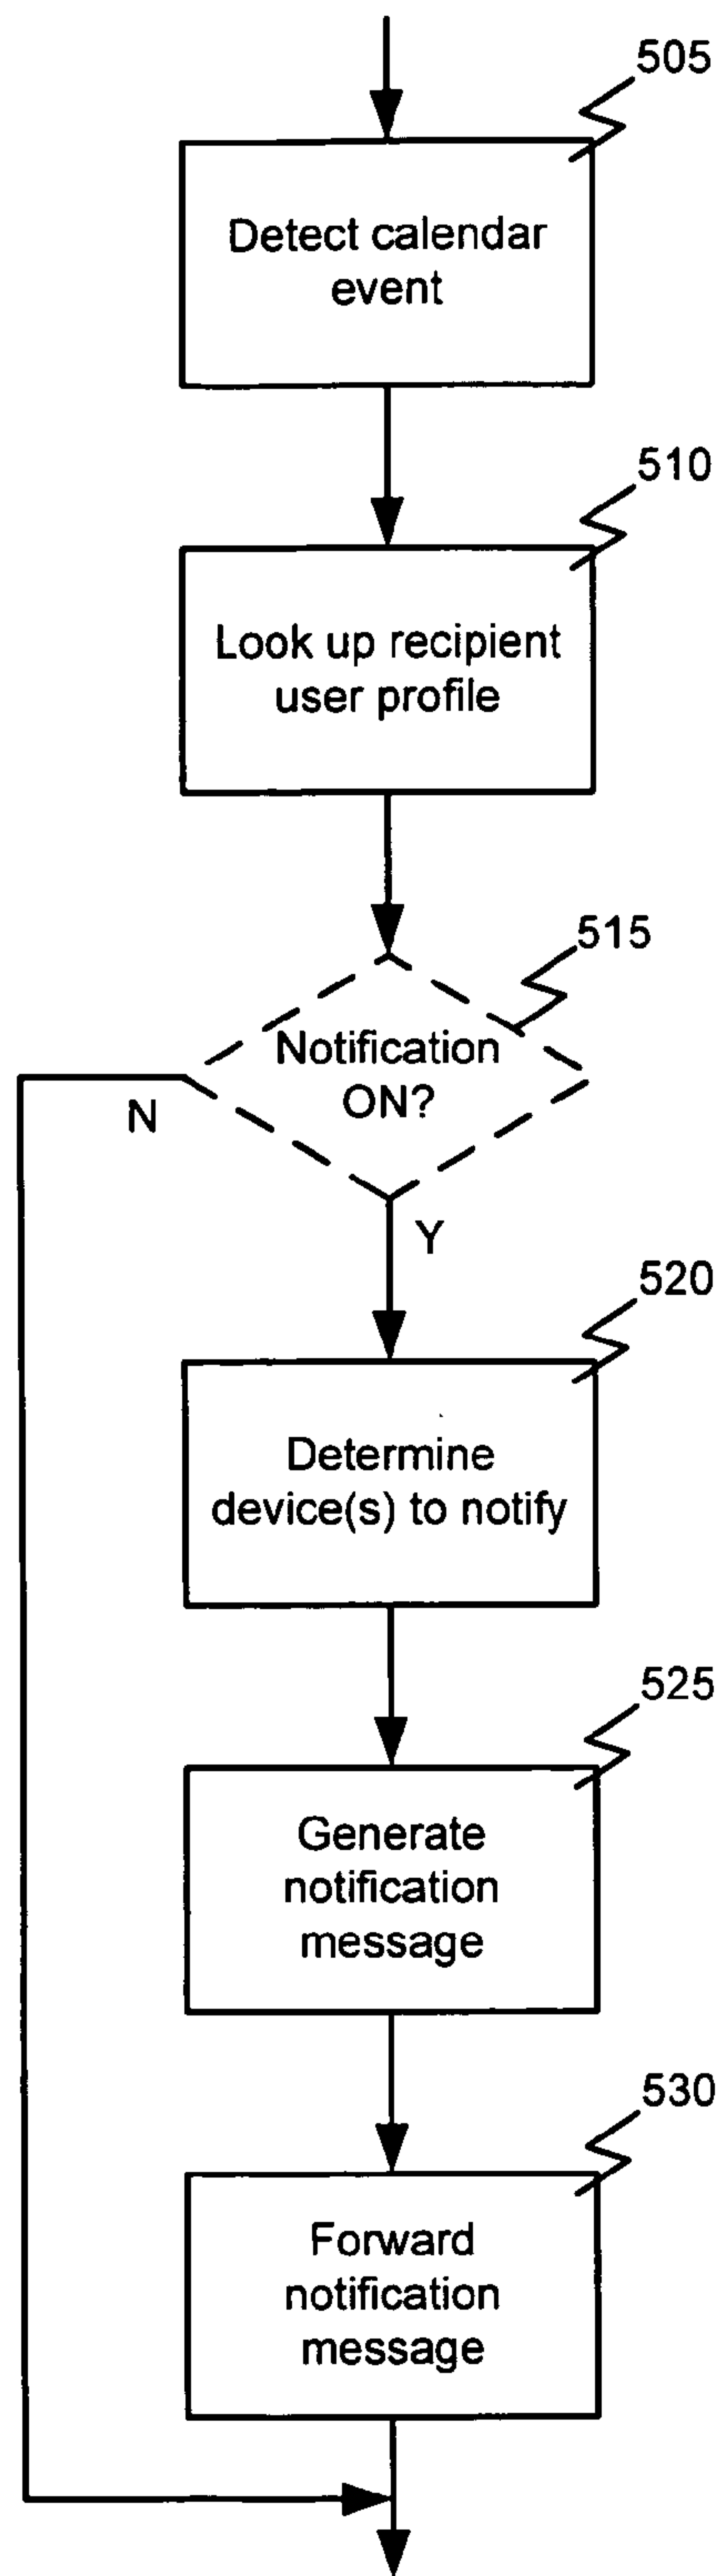 505
Detect calendar
event
510
Look up recipient
user profile
515
Notification
ON?
N
Y
520
Determine
device(s) to notify
525
Generate
notification
message
530
Forward
notification
message